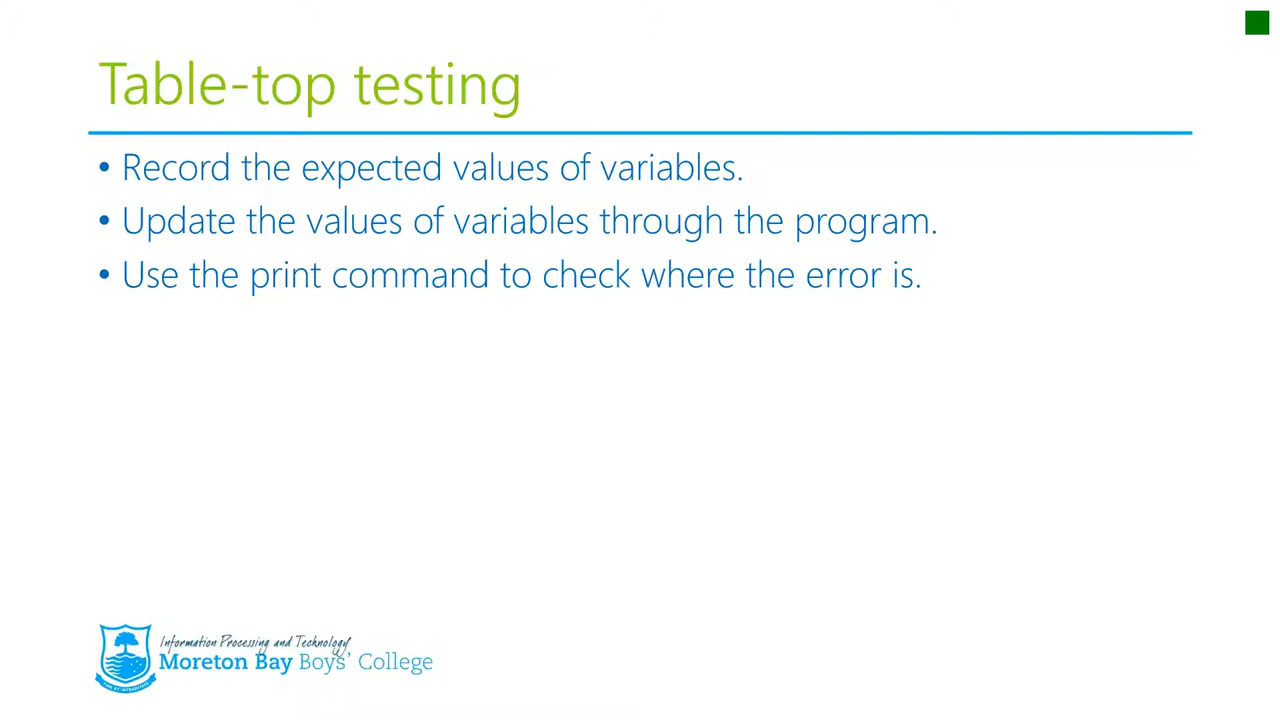 Table-top testing
• Record the expected values of variables.
• Update the values of variables through the program.
• Use the print command to check where the error is.
Information Processing and Technology
Moreton Bay Boys' College